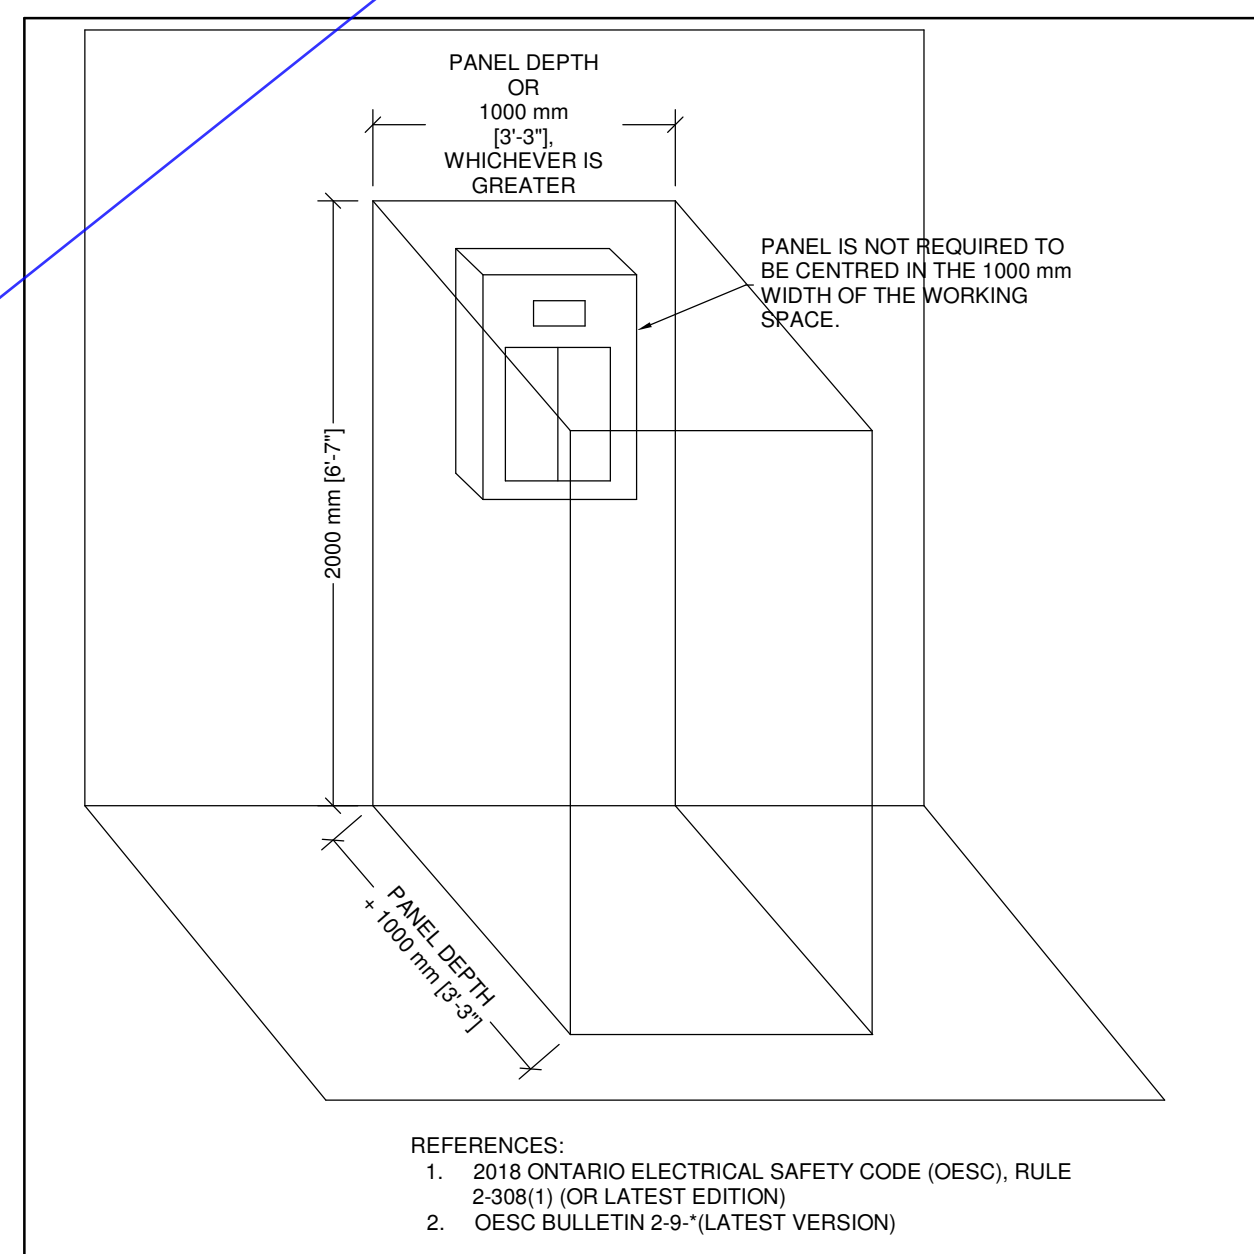 PANEL DEPTH
OR
1000 mm
[3'-3"],
WHICHEVER IS
GREATER
PANEL IS NOT REQUIRED TO
BE CENTRED IN THE 1000 mm
WIDTH OF THE WORKING
SPACE.
2000 mm [6'-7"]
PANEL DEPTH
+ 1000 mm [3'-3"]
REFERENCES:
1. 2018 ONTARIO ELECTRICAL SAFETY CODE (OESC), RULE
2-308(1) (OR LATEST EDITION)
2. OESC BULLETIN 2-9-*(LATEST VERSION)